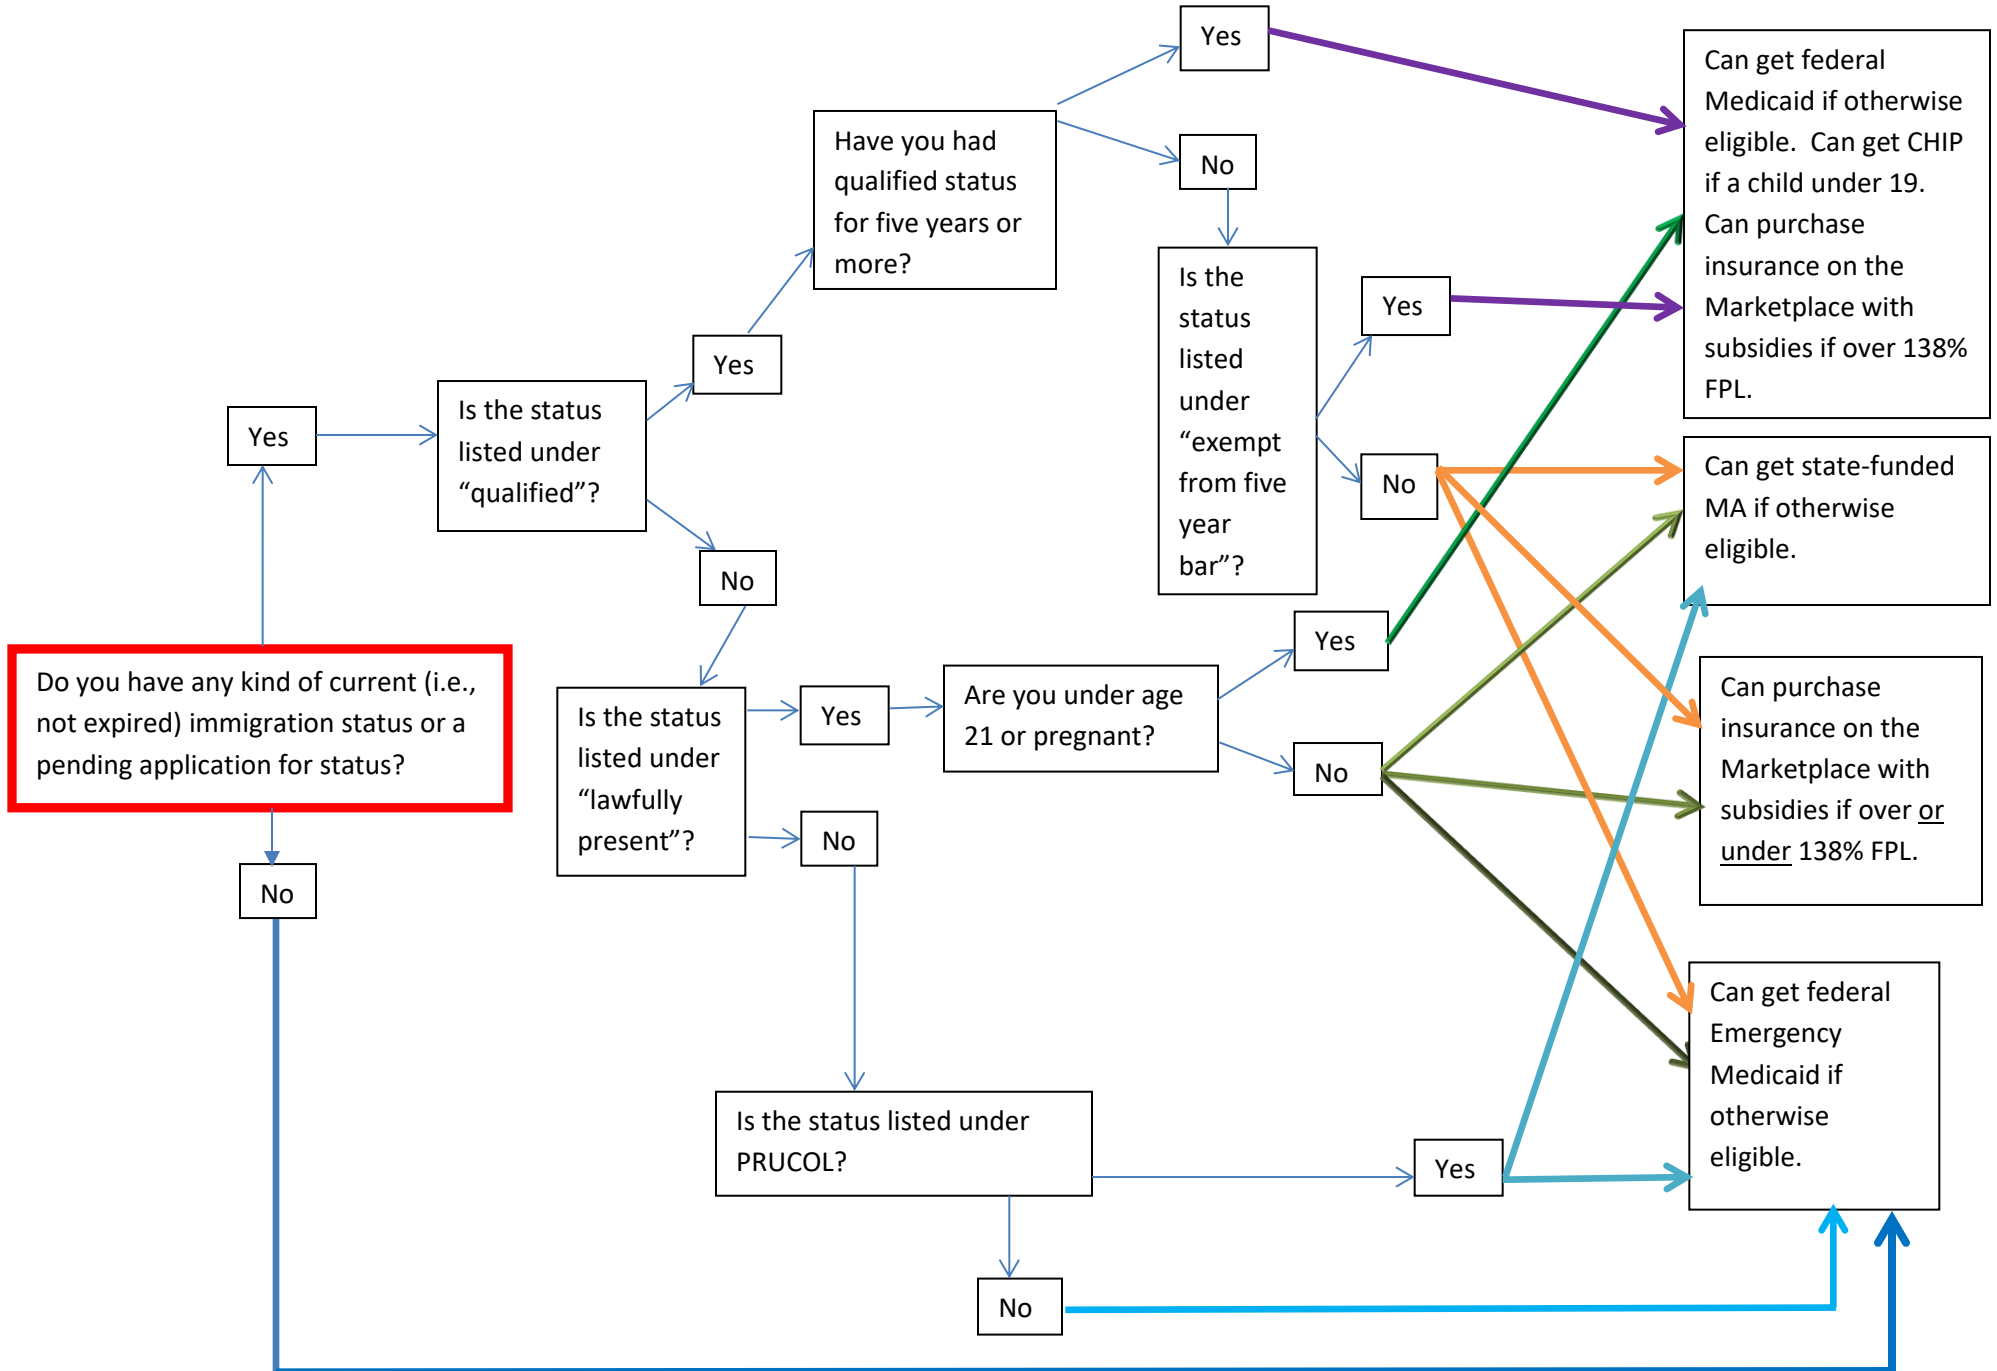 Yes
Have you had
qualified status
for five years or
more?
No
Can get federal
Medicaid if otherwise
eligible.  Can get CHIP
if a child under 19.
Can purchase
insurance on the
Marketplace with
subsidies if over 138%
FPL.
Is the
status
listed
under
“exempt
from five
year
bar”?
Yes
No
Yes
Yes
Is the status
listed under
“qualified”?
No
Can get state-funded
MA if otherwise
eligible.
Do you have any kind of current (i.e.,
not expired) immigration status or a
pending application for status?
Is the status
listed under
“lawfully
present”?
Yes
Are you under age
21 or pregnant?
Yes
No
Can purchase
insurance on the
Marketplace with
subsidies if over or
under 138% FPL.
No
No
Can get federal
Emergency
Medicaid if
otherwise
eligible.
Is the status listed under
PRUCOL?
Yes
No